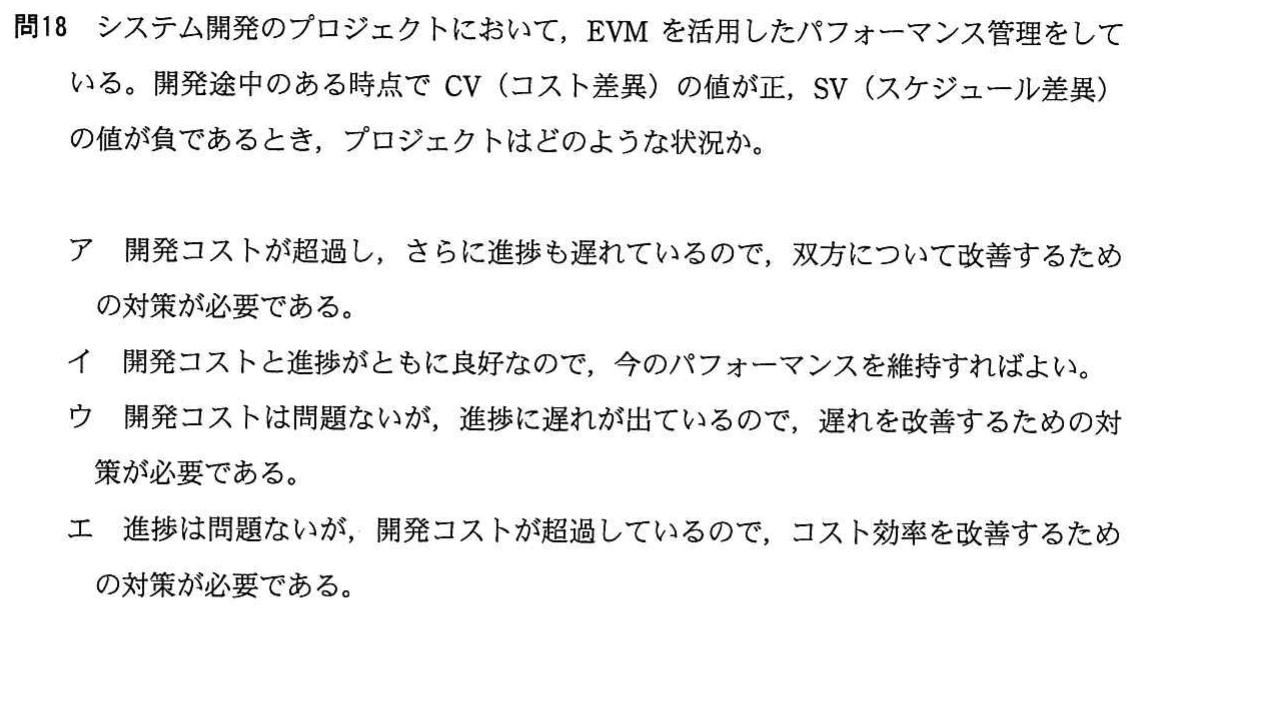 問18 システム開発のプロジェクトにおいて，EVM を活用したパフォーマンス管理をして
いる。開発途中のある時点で CV（コスト差異）の値が正，SV（スケジュール差異）
の値が負であるとき，プロジェクトはどのような状況か。
ア 開発コストが超過し，さらに進捗も遅れているので，双方について改善するため
の対策が必要である。
イ 開発コストと進捗がともに良好なので，今のパフォーマンスを維持すればよい。
ウ 開発コストは問題ないが，進捗に遅れが出ているので，遅れを改善するための対
策が必要である。
エ 進捗は問題ないが，開発コストが超過しているので，コスト効率を改善するため
の対策が必要である。